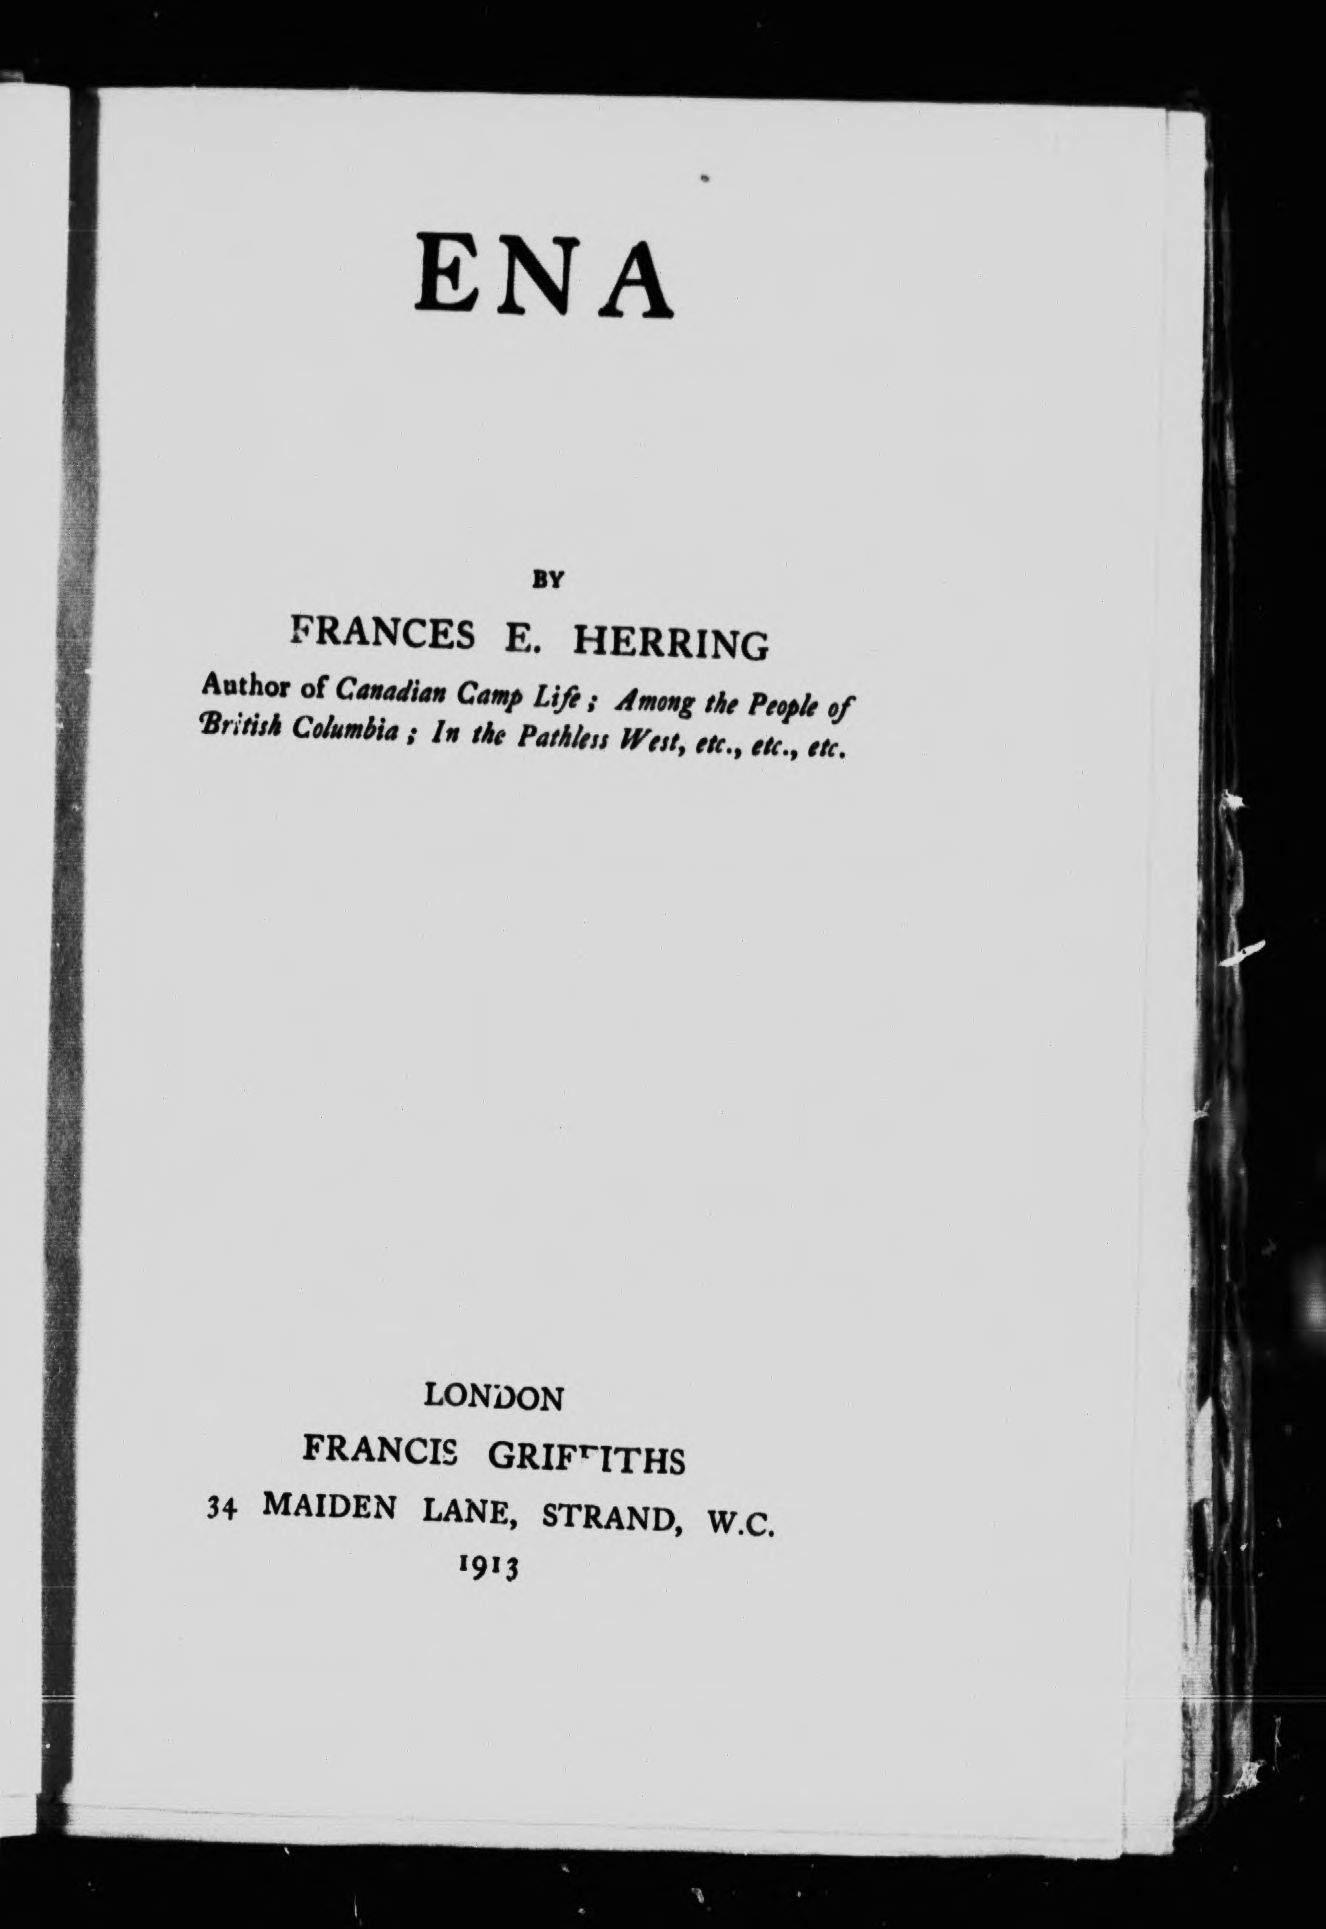 ENA
BY
FRANCES E. HERRING
Author of Canadian Camp Life ; Among the People of
British Columbia ; In the Pathless West, etc., etc., etc.
LONDON
FRANCIS GRIFFITHS
34 MAIDEN LANE, STRAND, W.C.
1913